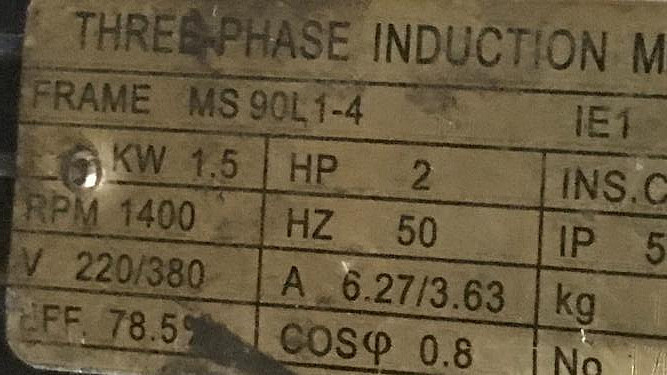 THREE-PHASE INDUCTION M
FRAME MS 90L1-4 IE1
KW 1.5 HP 2 INS.C
RPM 1400 HZ 50 IP 5
V 220/380 A 6.27/3.63 kg
EFF. 78.5% COSφ 0.8 No